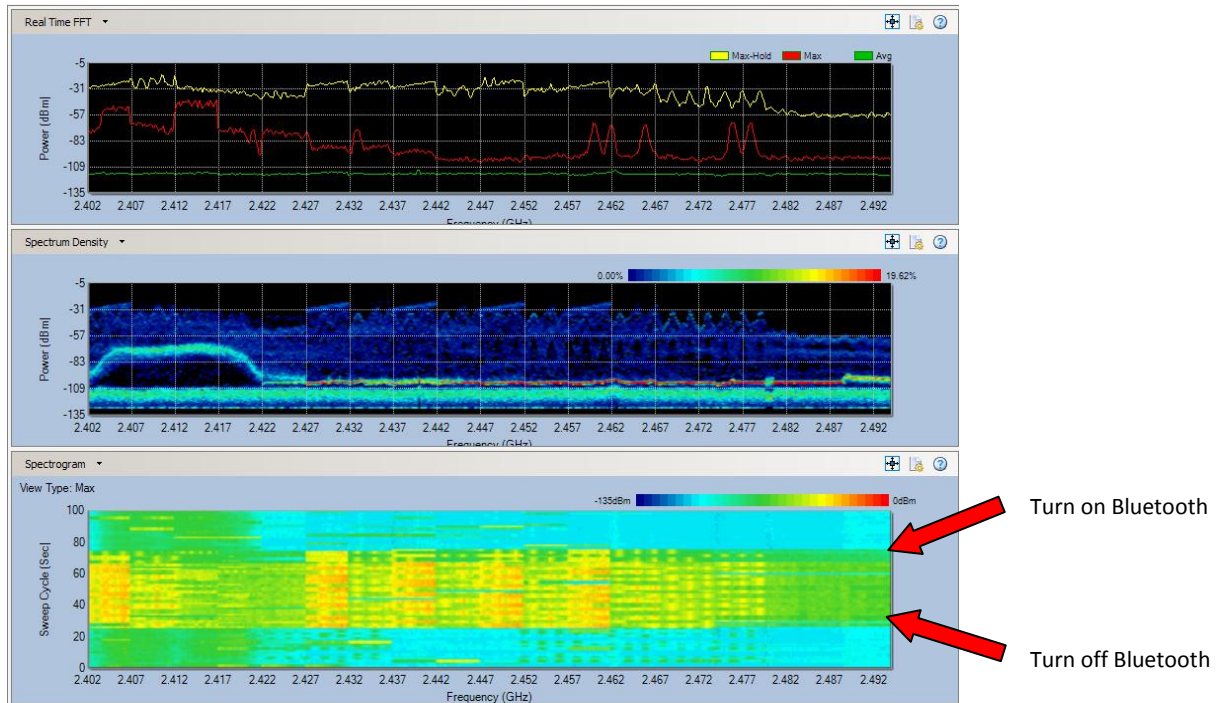 Real Time FFT
Max-Hold Max Avg
Power [dBm]
-5
-31
-57
-83
-109
-135
2.402 2.407 2.412 2.417 2.422 2.427 2.432 2.437 2.442 2.447 2.452 2.457 2.462 2.467 2.472 2.477 2.482 2.487 2.492
Frequency (GHz)
Spectrum Density
0.00% 19.62%
Power [dBm]
-5
-31
-57
-83
-109
-135
2.402 2.407 2.412 2.417 2.422 2.427 2.432 2.437 2.442 2.447 2.452 2.457 2.462 2.467 2.472 2.477 2.482 2.487 2.492
Frequency (GHz)
Spectrogram
View Type: Max
-135dBm 0dBm
Sweep Cycle [Sec]
100
80
60
40
20
0
2.402 2.407 2.412 2.417 2.422 2.427 2.432 2.437 2.442 2.447 2.452 2.457 2.462 2.467 2.472 2.477 2.482 2.487 2.492
Frequency (GHz)
Turn on Bluetooth
Turn off Bluetooth